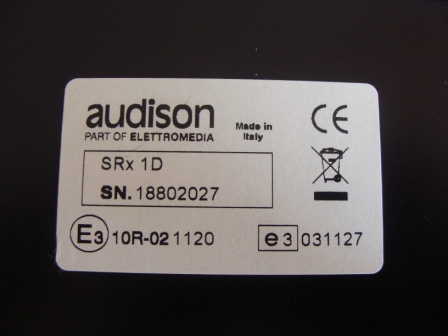 audison
PART OF ELETTROMEDIA
Made in
Italy
CE
SRx 1D
SN. 18802027
E3 10R-02 1120
e3 031127